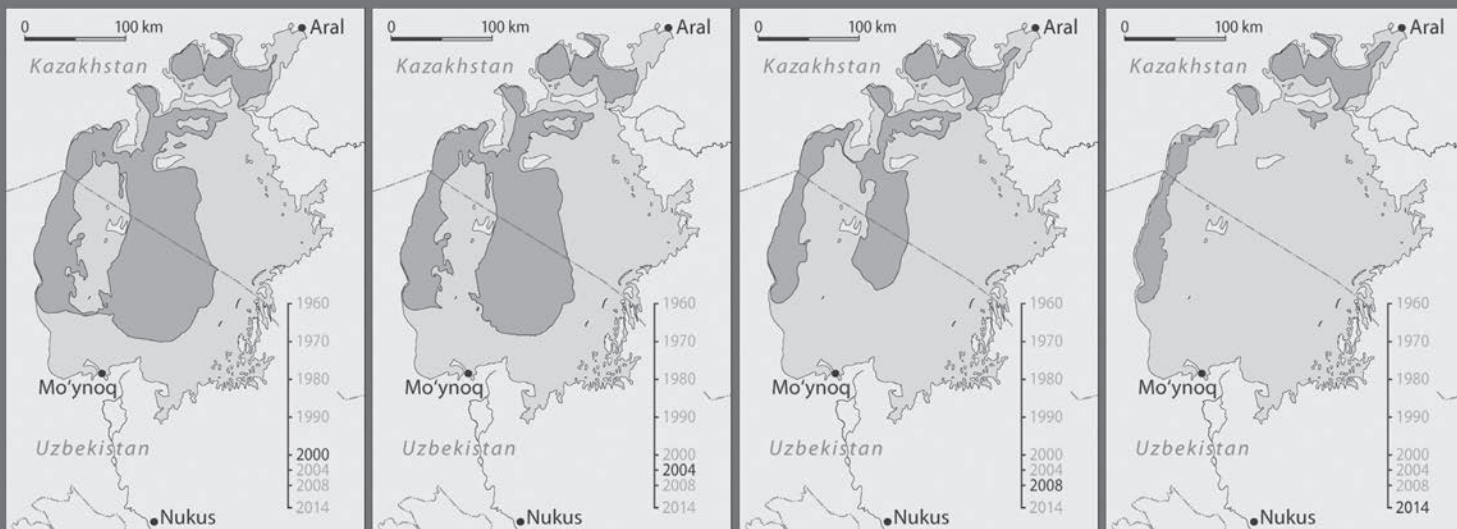 0 100 km
Aral
Kazakhstan
1960
1970
1980
Mo‘ynoq
1990
Uzbekistan
2000
2004
2008
2014
Nukus
0 100 km
Aral
Kazakhstan
1960
1970
1980
Mo‘ynoq
1990
Uzbekistan
2000
2004
2008
2014
Nukus
0 100 km
Aral
Kazakhstan
1960
1970
1980
Mo‘ynoq
1990
Uzbekistan
2000
2004
2008
2014
Nukus
0 100 km
Aral
Kazakhstan
1960
1970
1980
Mo‘ynoq
1990
Uzbekistan
2000
2004
2008
2014
Nukus